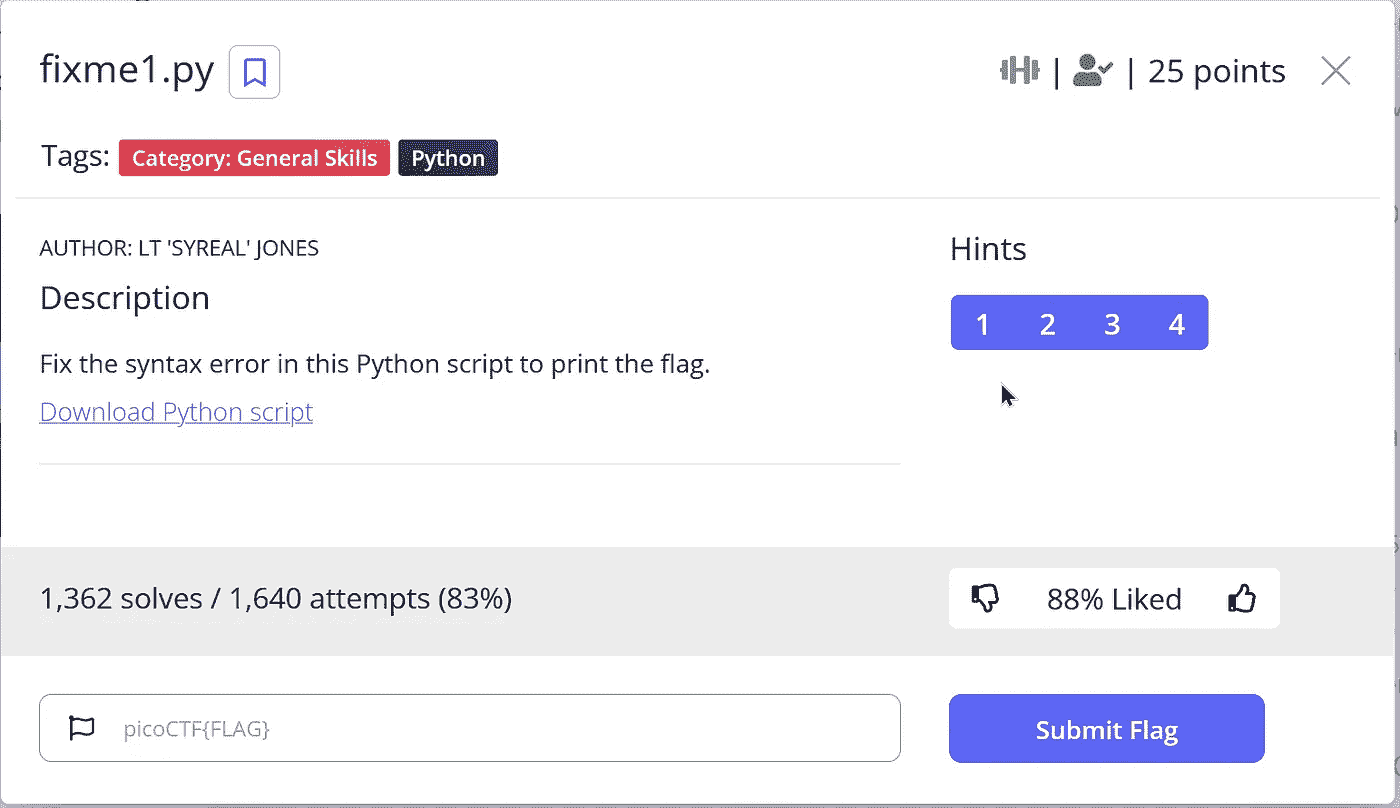 fixme1.py
| | 25 points
Tags: Category: General Skills Python
AUTHOR: LT 'SYREAL' JONES
Hints
Description
1 2 3 4
Fix the syntax error in this Python script to print the flag.
Download Python script
1,362 solves / 1,640 attempts (83%)
88% Liked
picoCTF{FLAG}
Submit Flag